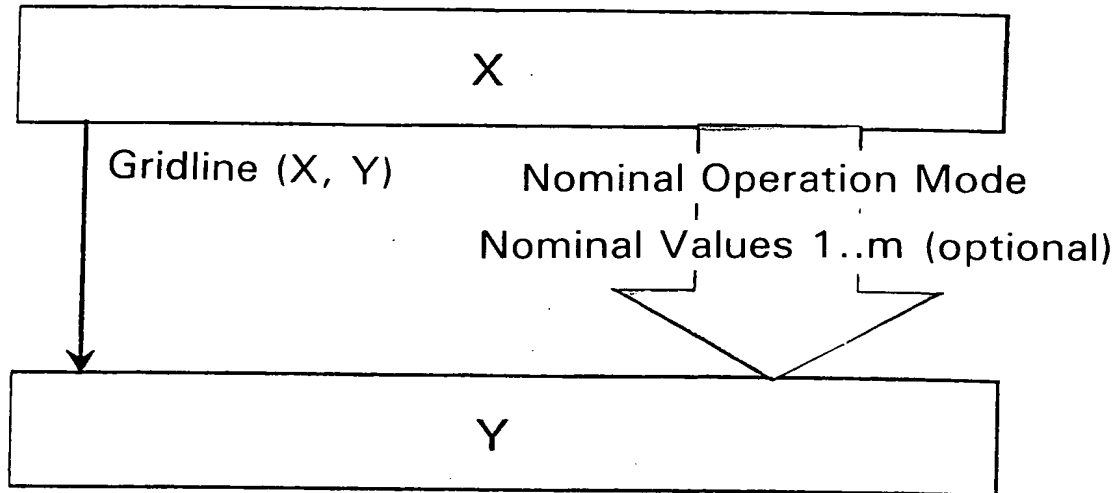 X
Gridline (X, Y)
Nominal Operation Mode
Nominal Values 1..m (optional)
Y